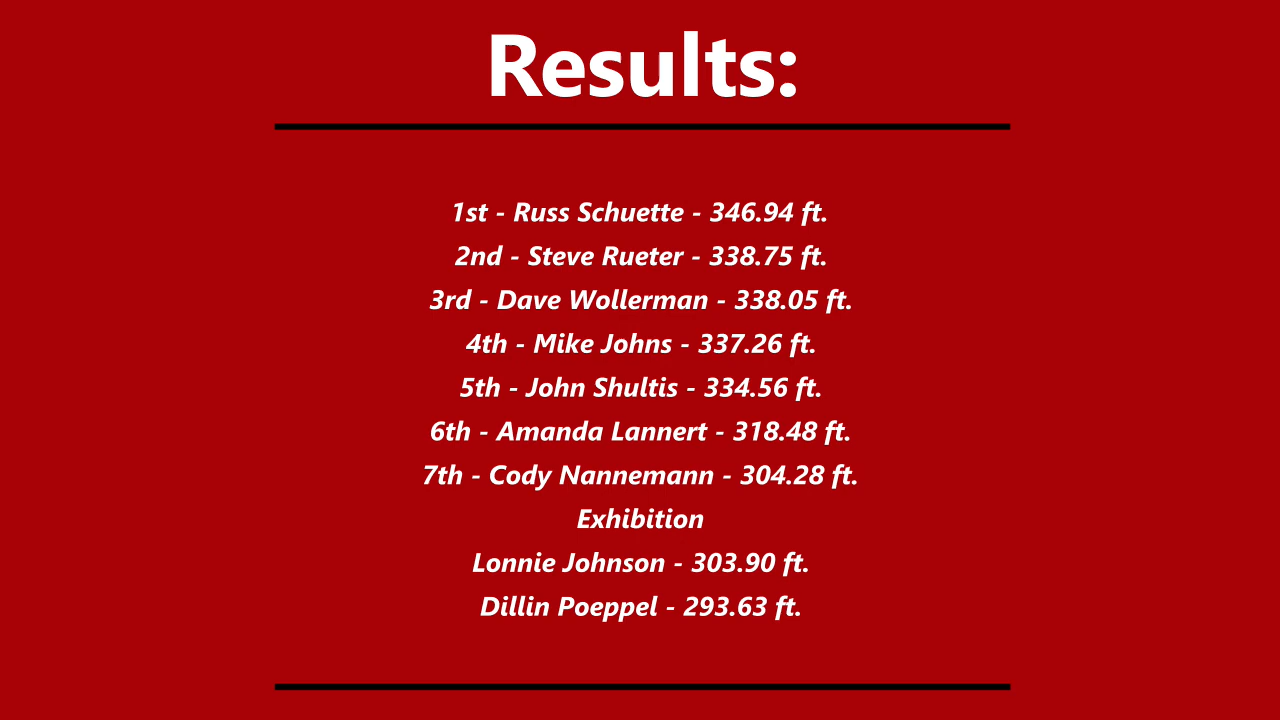 Results:
1st - Russ Schuette - 346.94 ft.
2nd - Steve Rueter - 338.75 ft.
3rd - Dave Wollerman - 338.05 ft.
4th - Mike Johns - 337.26 ft.
5th - John Shultis - 334.56 ft.
6th - Amanda Lannert - 318.48 ft.
7th - Cody Nannemann - 304.28 ft.
Exhibition
Lonnie Johnson - 303.90 ft.
Dillin Poeppel - 293.63 ft.